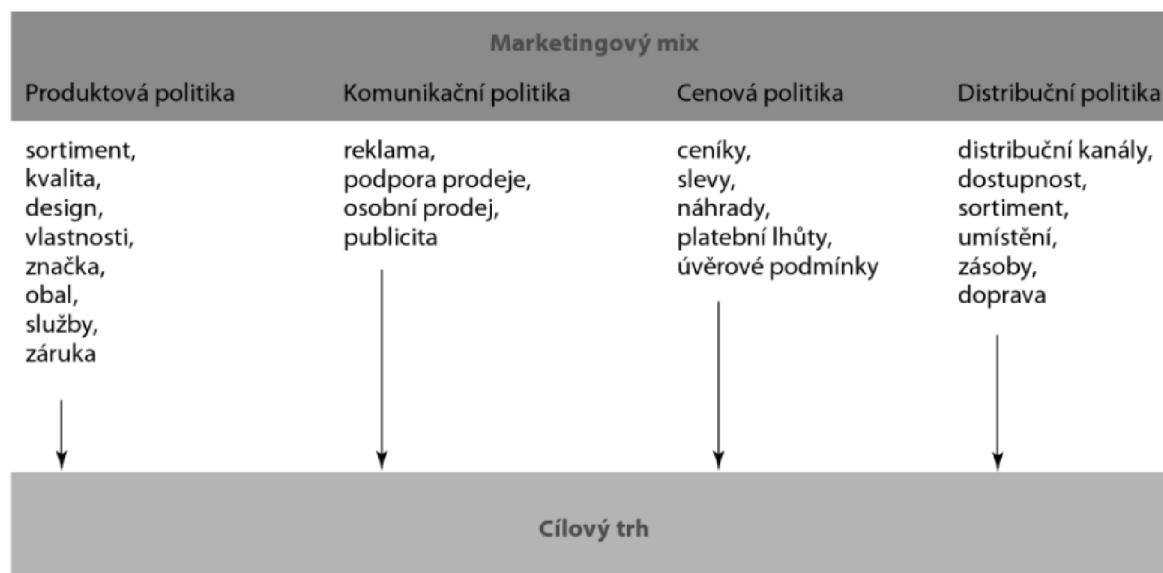 Marketingový mix
Produktová politika
Komunikační politika
Cenová politika
Distribuční politika
sortiment,
kvalita,
design,
vlastnosti,
značka,
obal,
služby,
záruka
reklama,
podpora prodeje,
osobní prodej,
publicita
ceníky,
slevy,
náhrady,
platební lhůty,
úvěrové podmínky
distribuční kanály,
dostupnost,
sortiment,
umístění,
zásoby,
doprava
Cílový trh